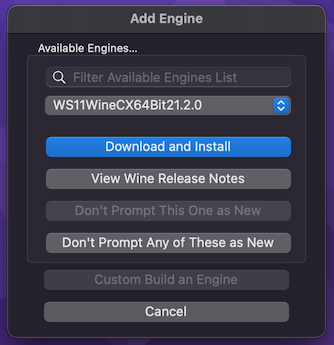 Add Engine
Available Engines...
Filter Available Engines List
WS11WineCX64Bit21.2.0
Download and Install
View Wine Release Notes
Don't Prompt This One as New
Don't Prompt Any of These as New
Custom Build an Engine
Cancel